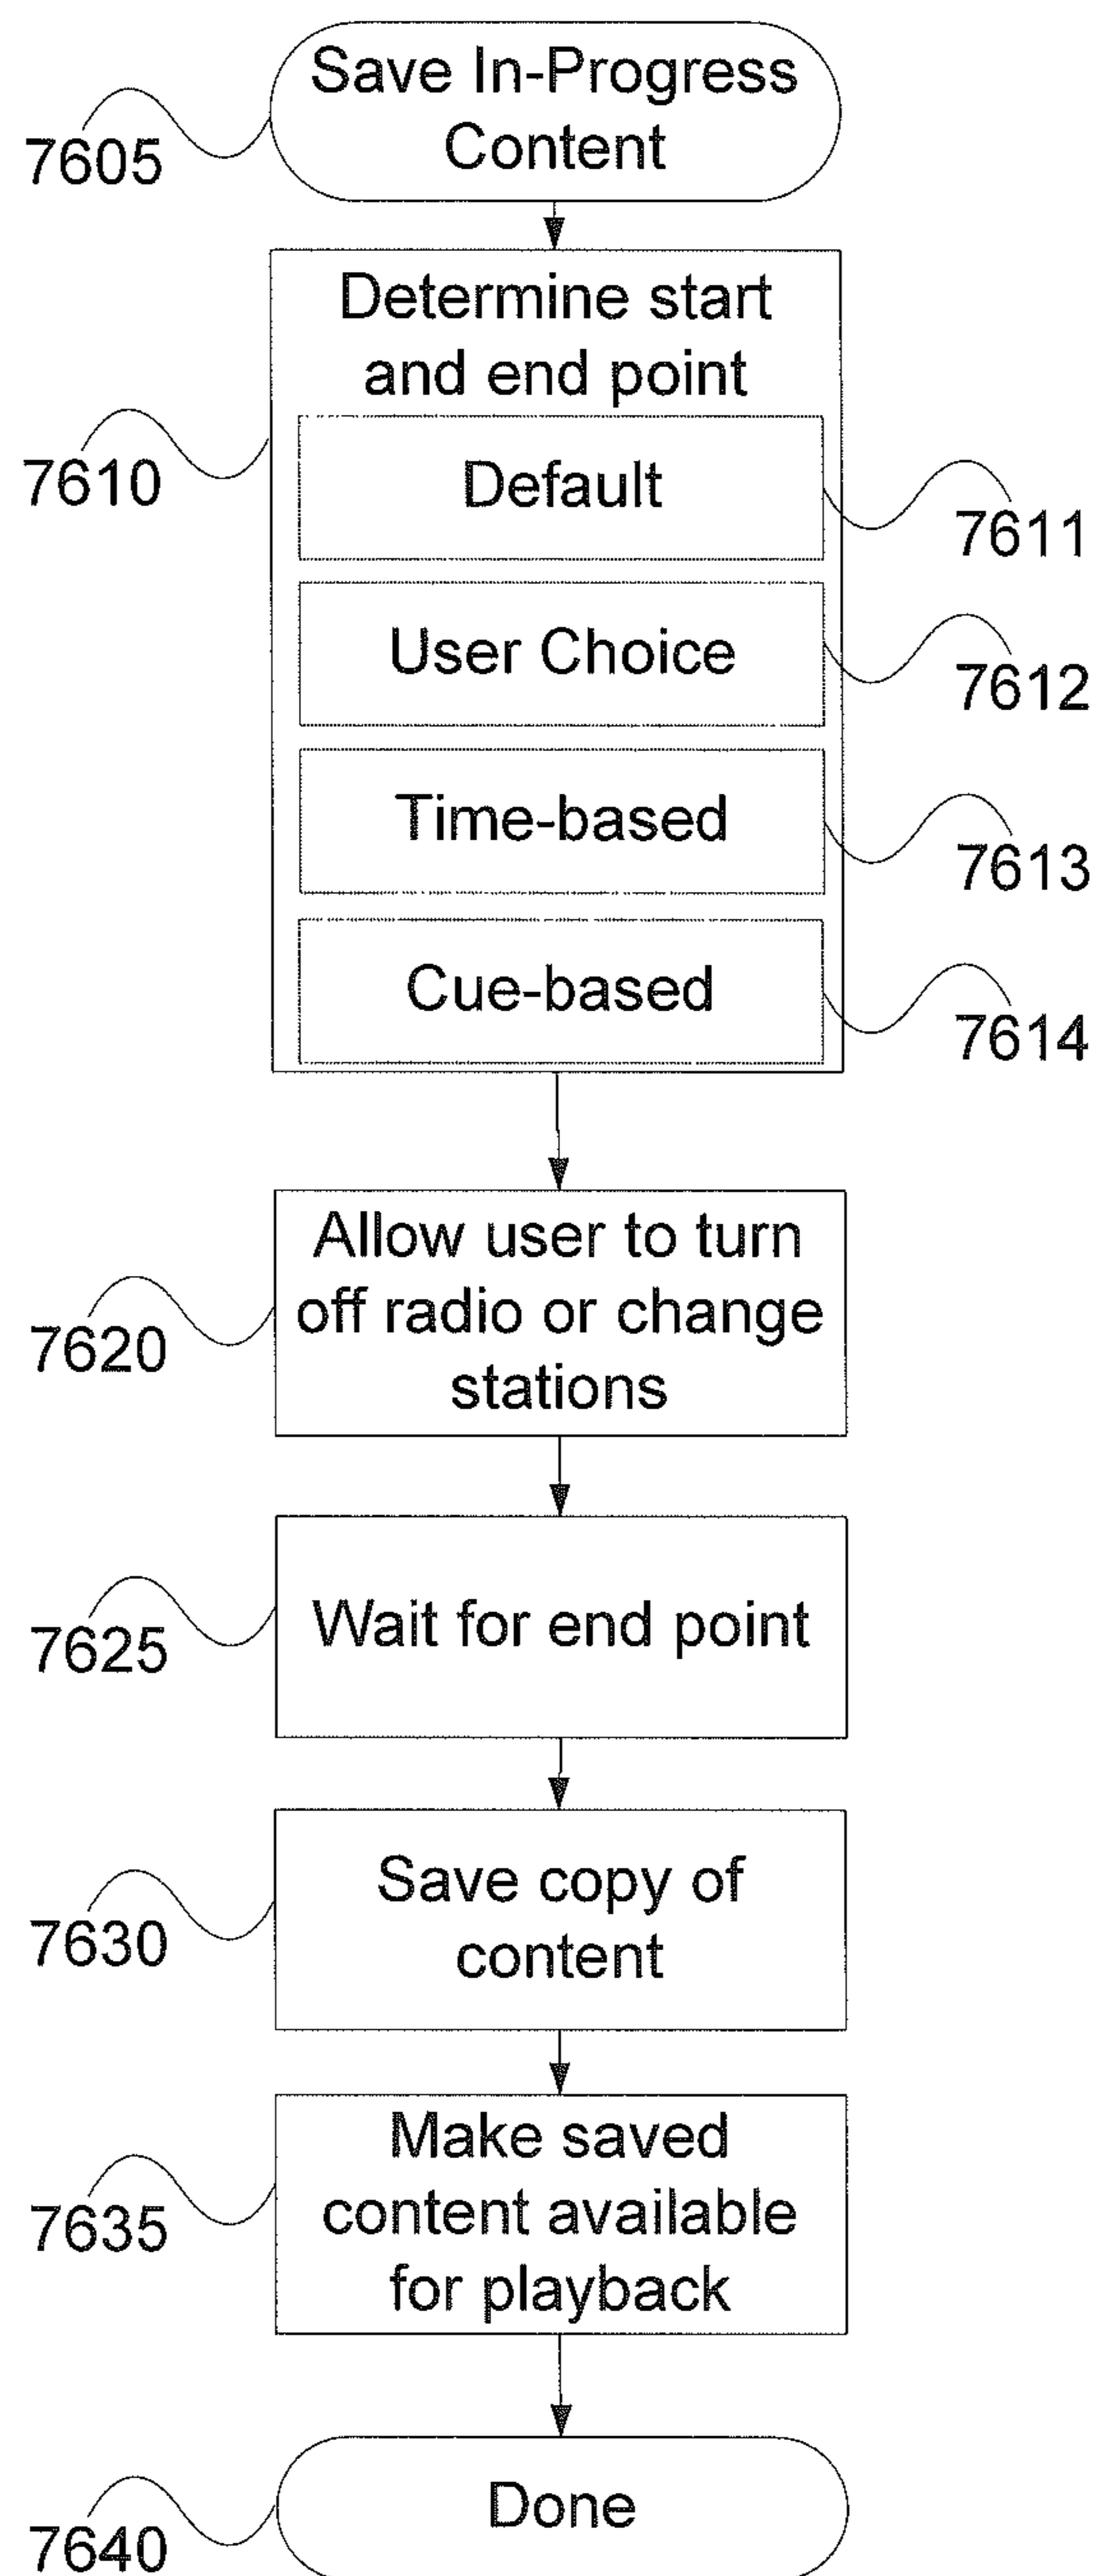 Save In-Progress
Content
7605
Determine start
and end point
7610
Default
7611
User Choice
7612
Time-based
7613
Cue-based
7614
Allow user to turn
off radio or change
stations
7620
Wait for end point
7625
Save copy of
content
7630
Make saved
content available
for playback
7635
Done
7640